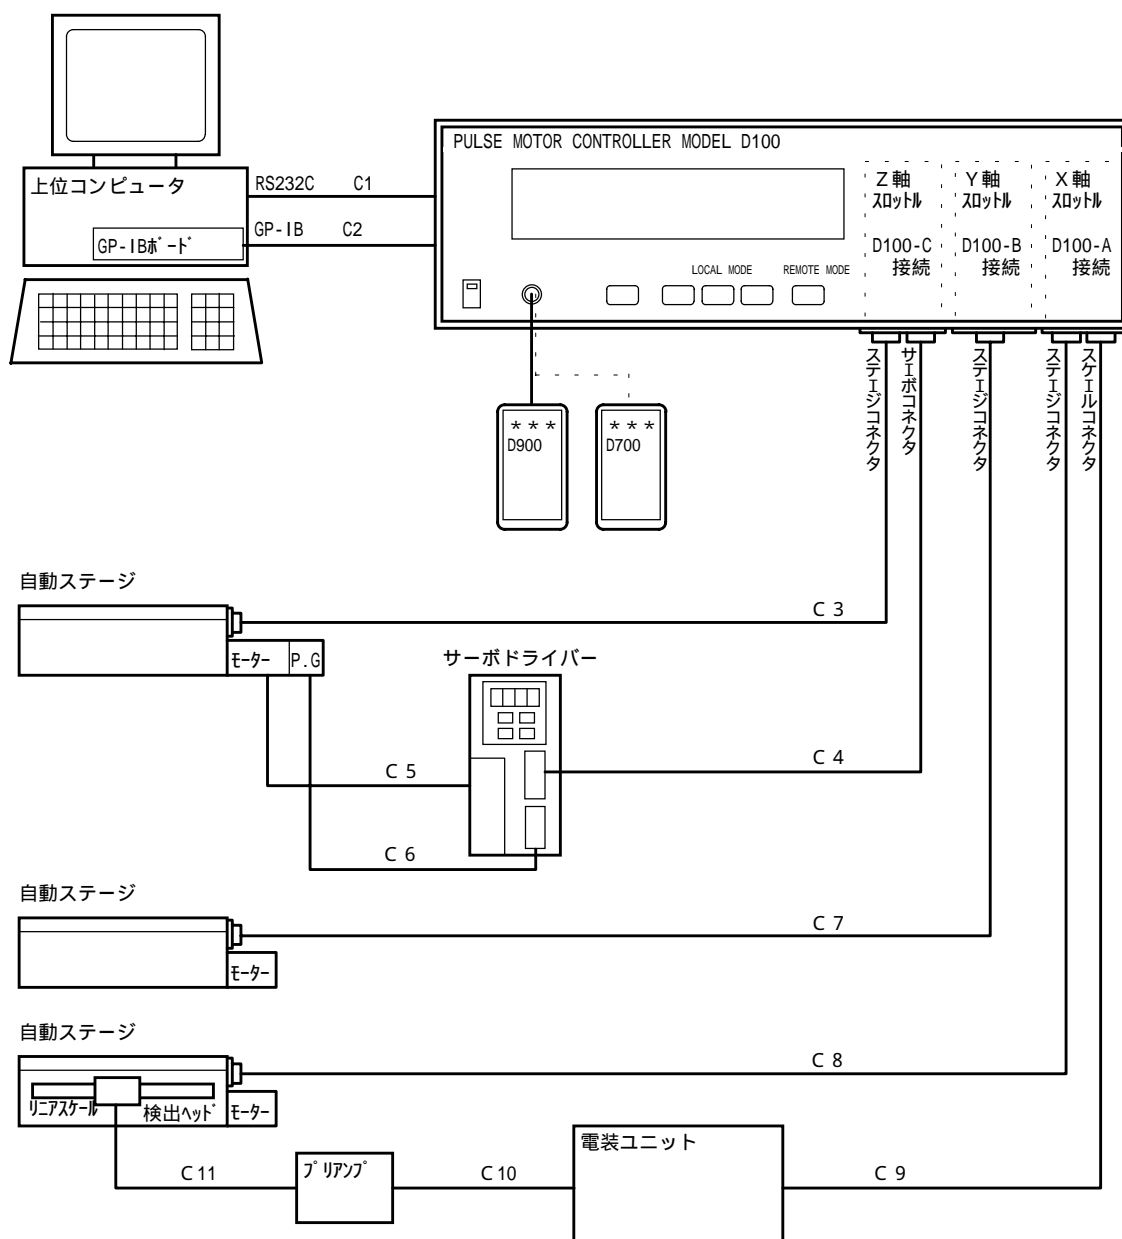 PULSE MOTOR CONTROLLER MODEL D100
上位コンピュータ
RS232C C1
GP-IB C2
GP-IBボード
Z軸
スロットル
D100-C
接続
Y軸
スロットル
D100-B
接続
X軸
スロットル
D100-A
接続
LOCAL MODE
REMOTE MODE
ステージコネクタ
サーボコネクタ
ステージコネクタ
ステージコネクタ
スケールコネクタ
***
D900
***
D700
自動ステージ
C 3
モーター
P.G
サーボドライバー
C 5
C 4
C 6
自動ステージ
C 7
モーター
自動ステージ
C 8
リニアスケール
検出ヘッド
モーター
C11
プリアンプ
C10
電装ユニット
C 9